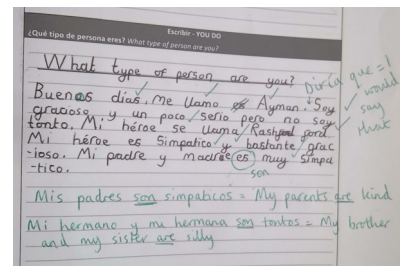 Escribir - YOU DO
¿Qué tipo de persona eres? What type of person are you?
What type of person are you?
Diría que = I would say that
Buenos días, me llamo Ayman. Soy
gracioso y un poco serio pero no soy
tonto. Mi héroe se llama
Mi héroe es Simpatico y bastante grac
-ioso. Mi padre y madre es muy simpa
-tico.
son
Mis padres son simpaticos = My parents are kind
Mi hermano y mi hermana son tontos = My brother
and my sister are silly